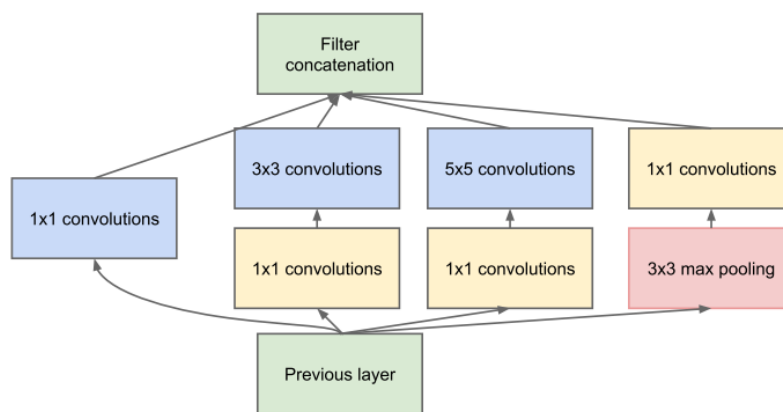 Filter
concatenation
3x3 convolutions
5x5 convolutions
1x1 convolutions
1x1 convolutions
1x1 convolutions
1x1 convolutions
3x3 max pooling
Previous layer